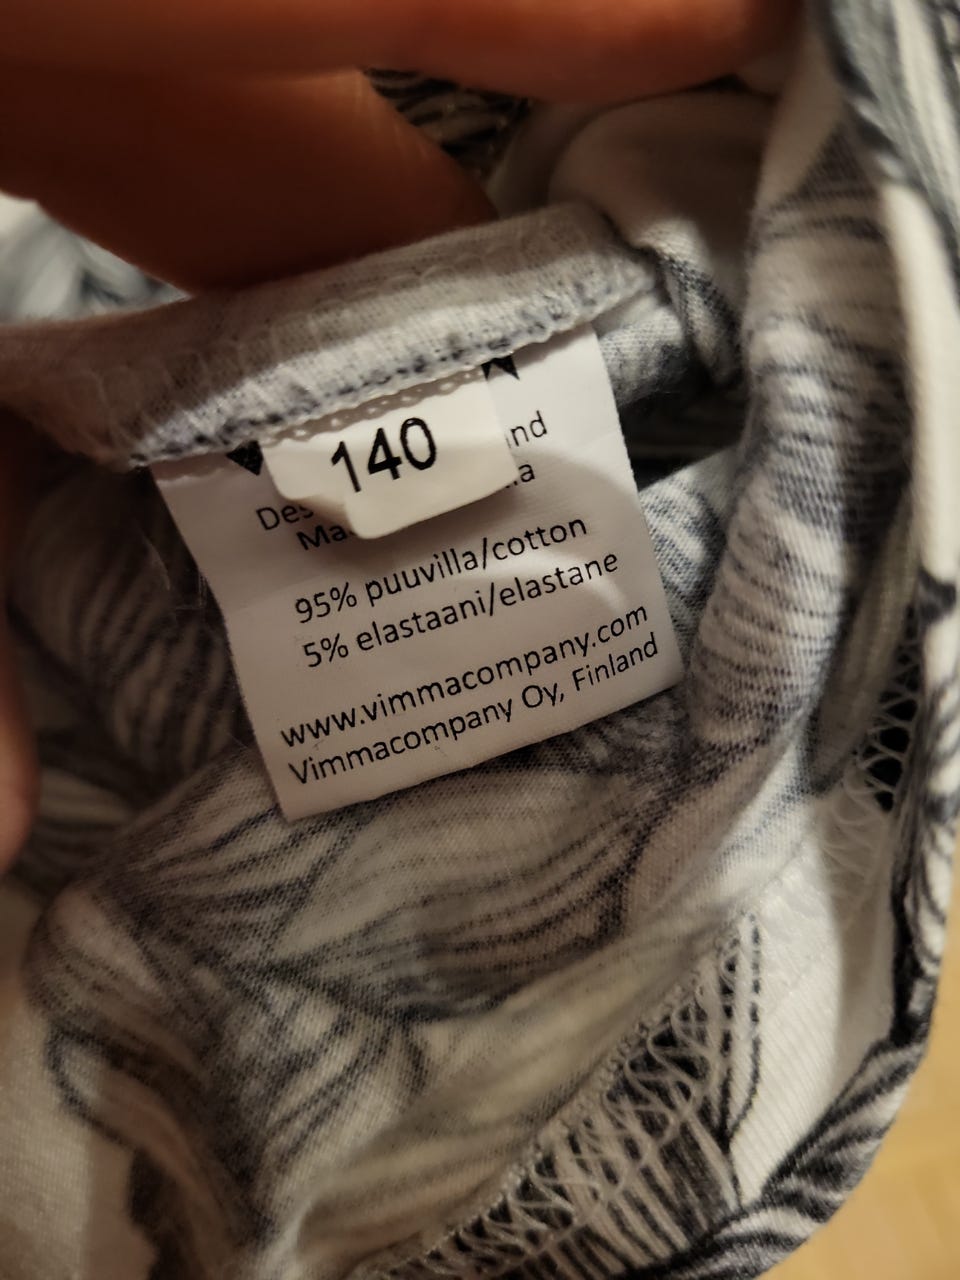 140
95% puuvilla/cotton
5% elastaani/elastane
www.vimmacompany.com
Vimmacompany Oy, Finland